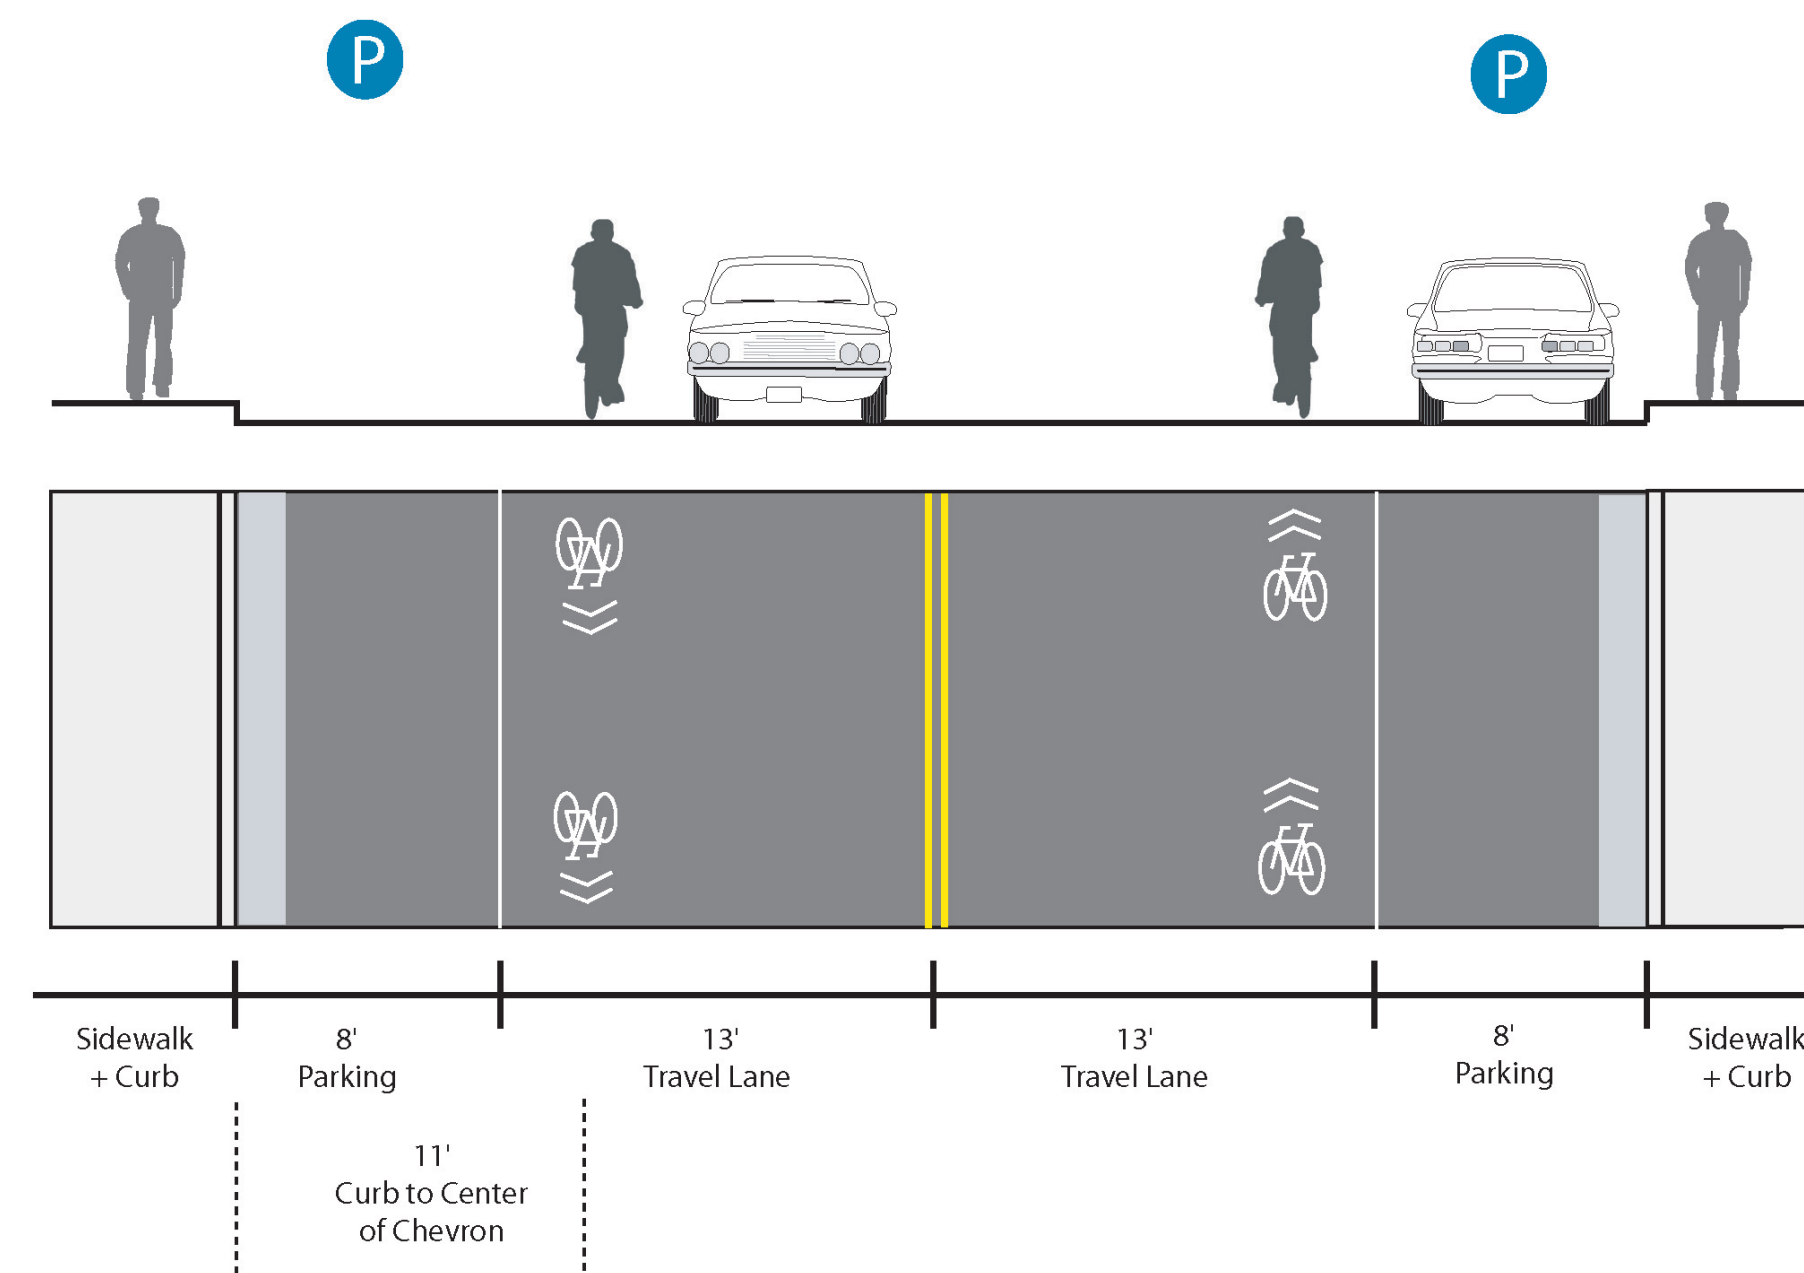 P
P
Sidewalk
+ Curb
8'
Parking
13'
Travel Lane
13'
Travel Lane
8'
Parking
Sidewalk
+ Curb
11'
Curb to Center
of Chevron